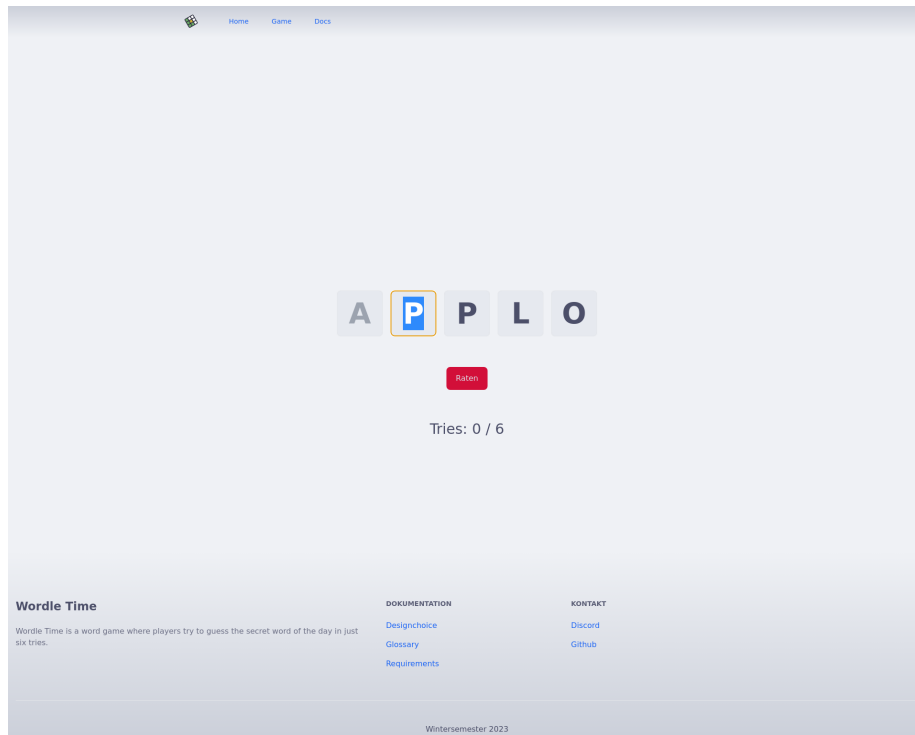 Home Game Docs
A P P L O
Raten
Tries: 0 / 6
Wordle Time
Wordle Time is a word game where players try to guess the secret word of the day in just
six tries.
DOKUMENTATION
Designchoice
Glossary
Requirements
KONTAKT
Discord
Github
Wintersemester 2023